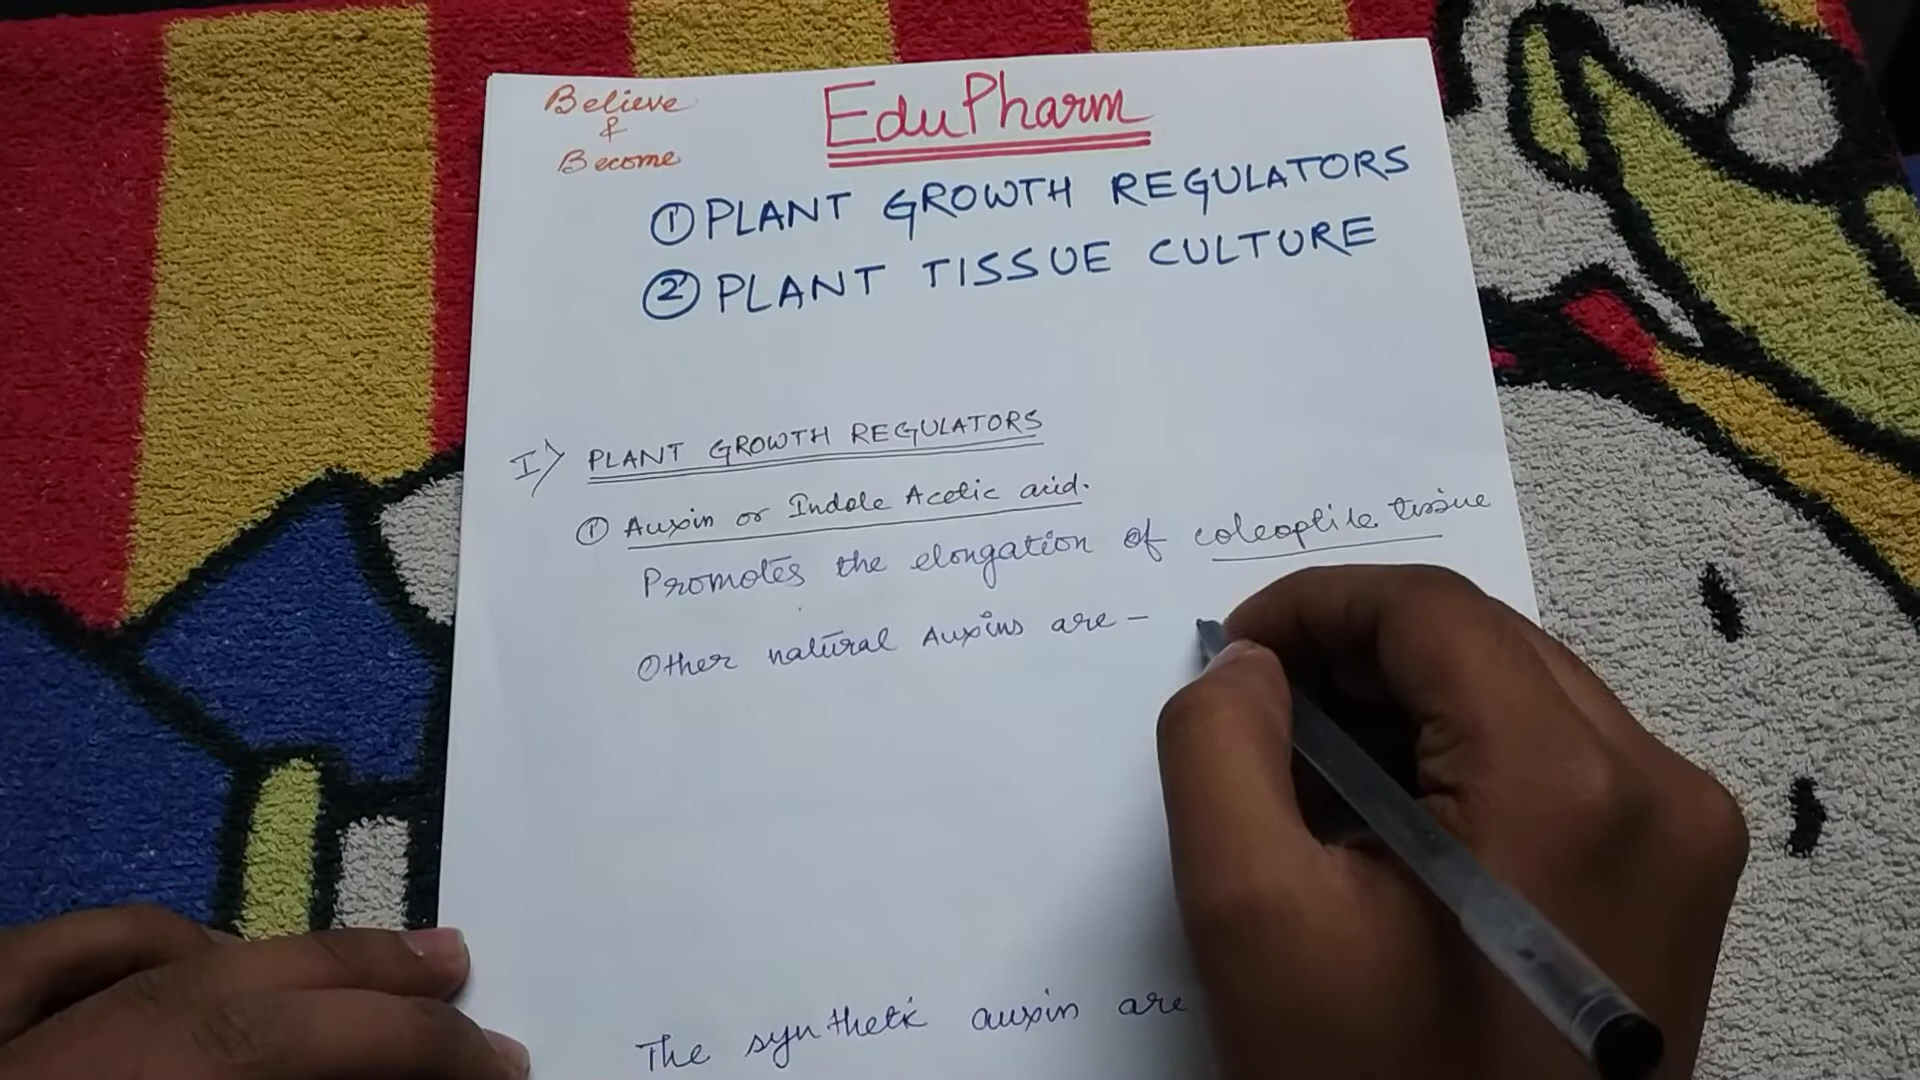 Believe
&
Become
EduPharm
① PLANT GROWTH REGULATORS
② PLANT TISSUE CULTURE
I) PLANT GROWTH REGULATORS
① Auxin or Indole Acetic acid.
Promotes the elongation of coleoptile tissue
Other natural Auxins are –
The synthetic auxin are